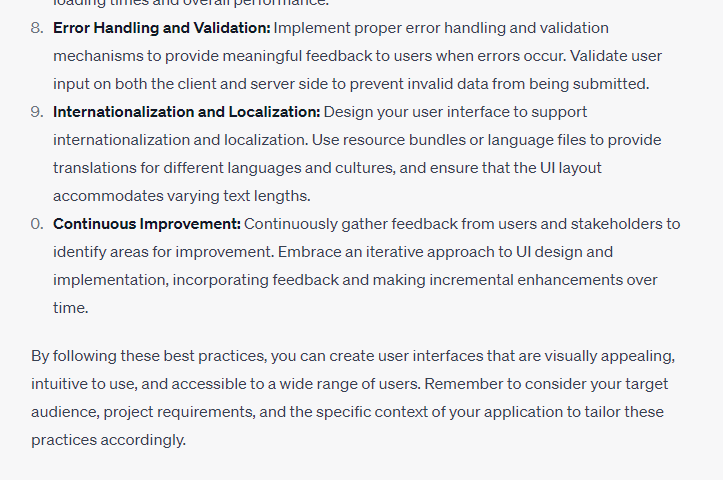 loading times and overall performance.
8. Error Handling and Validation: Implement proper error handling and validation
mechanisms to provide meaningful feedback to users when errors occur. Validate user
input on both the client and server side to prevent invalid data from being submitted.
9. Internationalization and Localization: Design your user interface to support
internationalization and localization. Use resource bundles or language files to provide
translations for different languages and cultures, and ensure that the UI layout
accommodates varying text lengths.
0. Continuous Improvement: Continuously gather feedback from users and stakeholders to
identify areas for improvement. Embrace an iterative approach to UI design and
implementation, incorporating feedback and making incremental enhancements over
time.
By following these best practices, you can create user interfaces that are visually appealing,
intuitive to use, and accessible to a wide range of users. Remember to consider your target
audience, project requirements, and the specific context of your application to tailor these
practices accordingly.